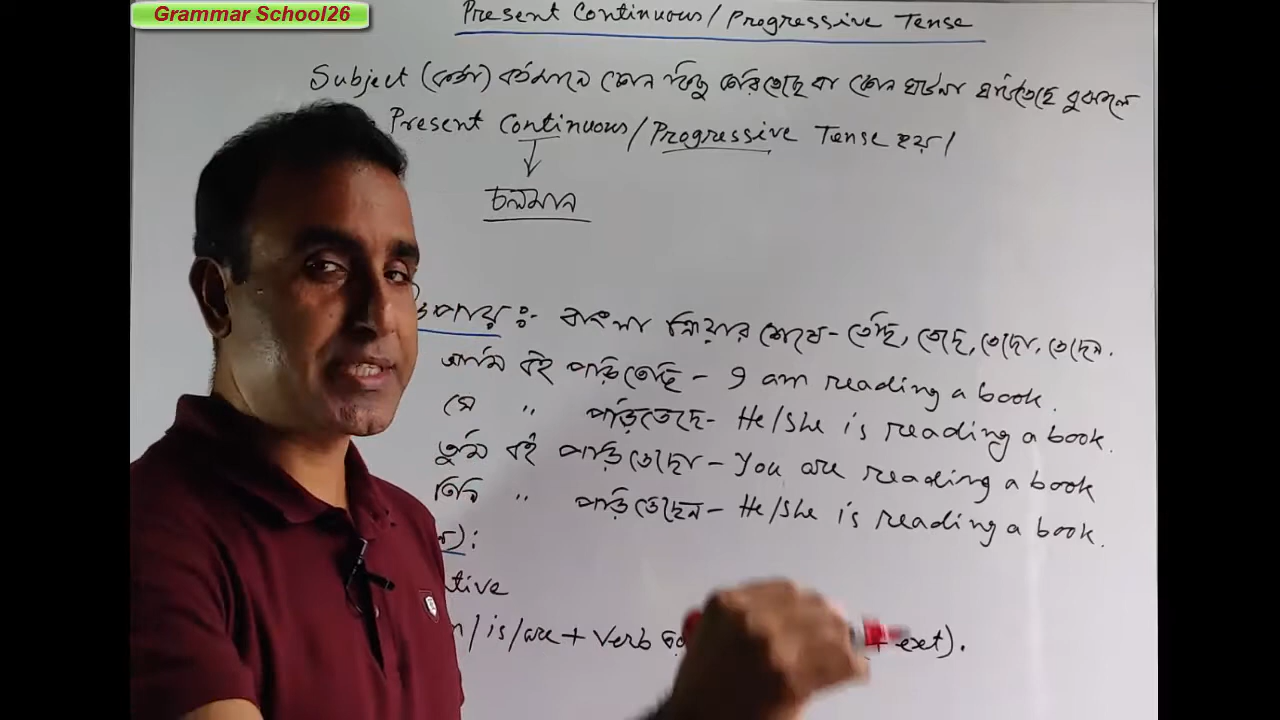 Grammar School26
Present Continuous/Progressive Tense
Subject (কর্তা) বর্তমানে কোন কিছু করিতেছে বা কোন ঘটনা ঘটিতেছে বুঝালে
Present Continuous/Progressive Tense হয়।
চলমান
উপায়ঃ- বাংলা ক্রিয়ার শেষে- তেছি, তেছে, তেছো, তেছেন.
আমি বই পড়িতেছি - I am reading a book.
সে " পড়িতেছে- He/she is reading a book.
তুমি বই পড়িতেছো - You are reading a book
তিনি " পড়িতেছেন - He/she is reading a book.
/is/are + Verb + ext).